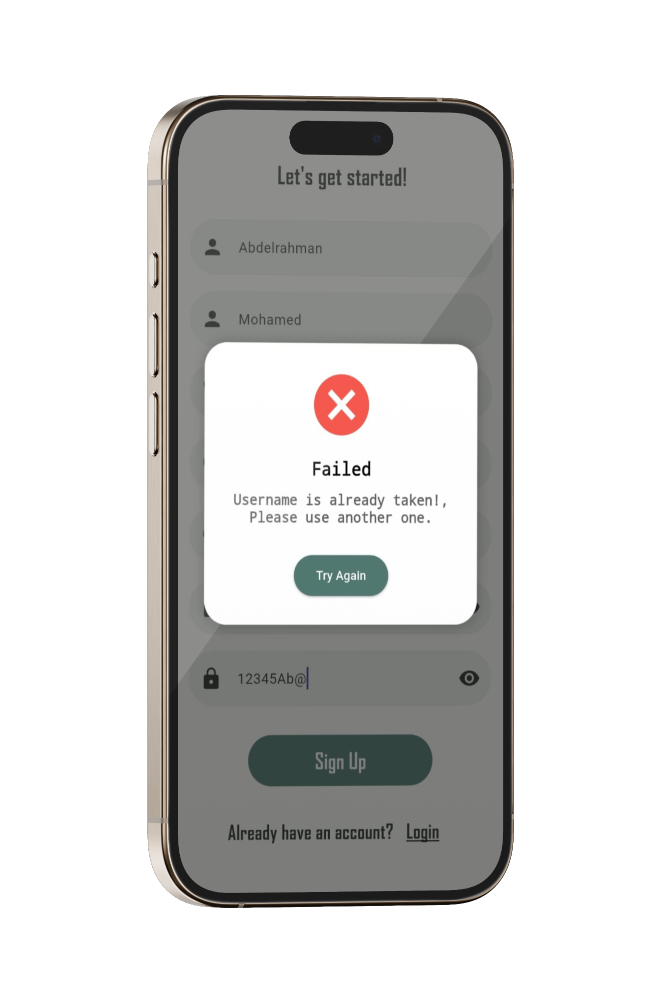 Let's get started!
Abdelrahman
Mohamed
Failed
Username is already taken!,
Please use another one.
Try Again
12345Ab@
Sign Up
Already have an account? Login